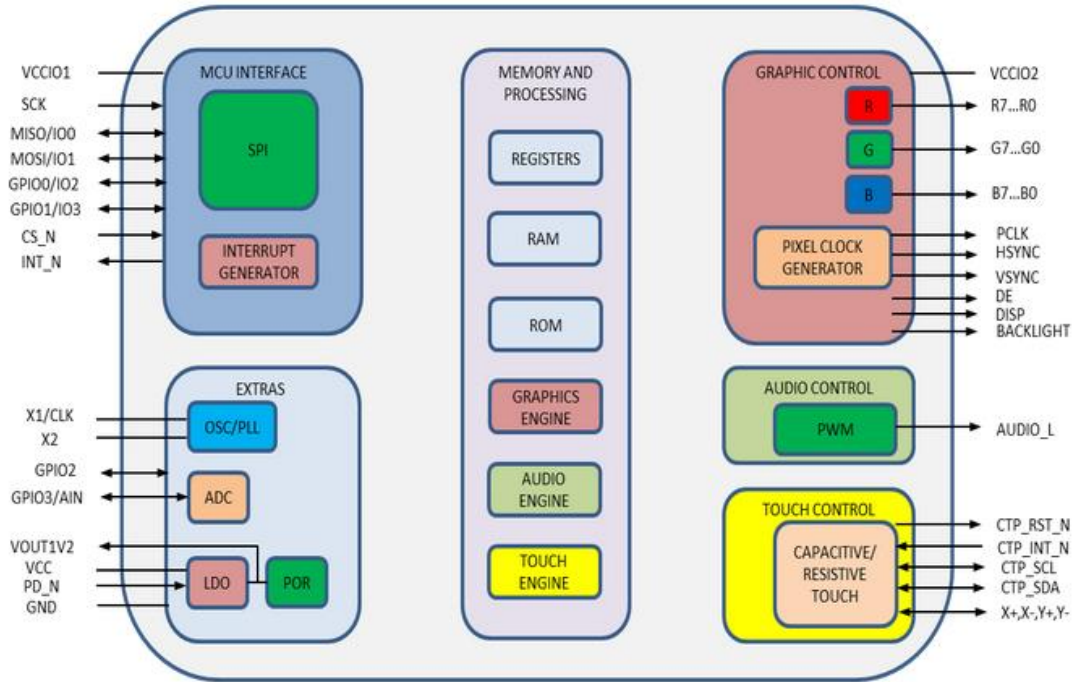 VCCIO1
SCK
MISO/IO0
MOSI/IO1
GPIO0/IO2
GPIO1/IO3
CS_N
INT_N
MCU INTERFACE
SPI
INTERRUPT
GENERATOR
X1/CLK
X2
GPIO2
GPIO3/AIN
VOUT1V2
VCC
PD_N
GND
EXTRAS
OSC/PLL
ADC
LDO
POR
MEMORY AND
PROCESSING
REGISTERS
RAM
ROM
GRAPHICS
ENGINE
AUDIO
ENGINE
TOUCH
ENGINE
GRAPHIC CONTROL
R
G
B
PIXEL CLOCK
GENERATOR
VCCIO2
R7...R0
G7...G0
B7...B0
PCLK
HSYNC
VSYNC
DE
DISP
BACKLIGHT
AUDIO CONTROL
PWM
AUDIO_L
TOUCH CONTROL
CAPACITIVE/
RESISTIVE
TOUCH
CTP_RST_N
CTP_INT_N
CTP_SCL
CTP_SDA
X+,X-,Y+,Y-